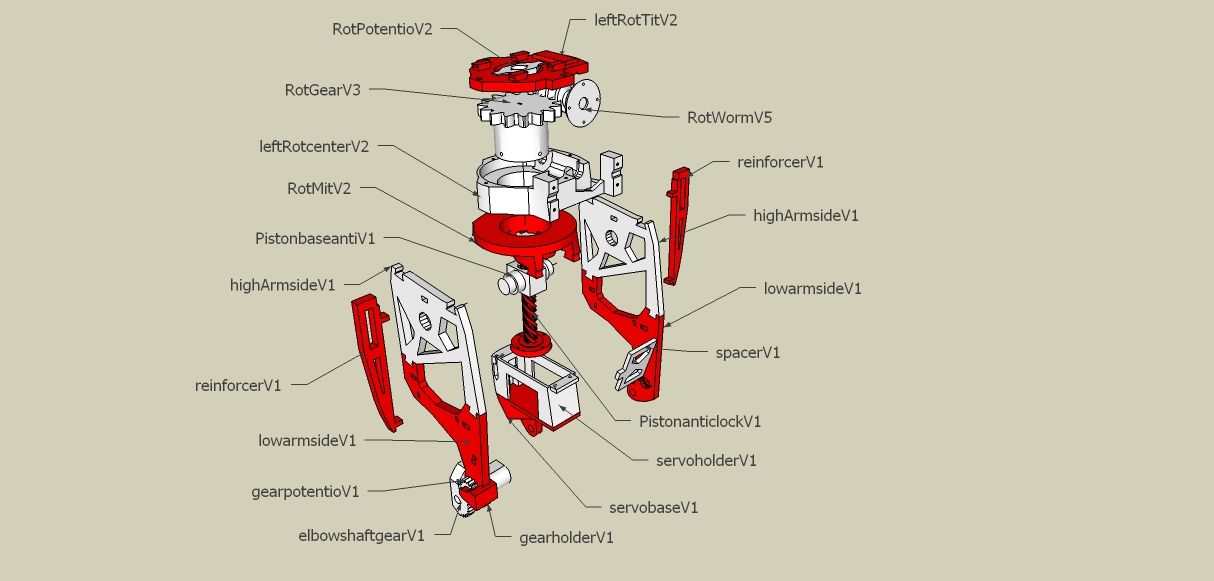 leftRotTitV2
RotPotentioV2
RotGearV3
RotWormV5
leftRotcenterV2
reinforcerV1
RotMitV2
highArmsideV1
PistonbaseantiV1
highArmsideV1
lowarmsideV1
spacerV1
reinforcerV1
PistonanticlockV1
lowarmsideV1
servoholderV1
gearpotentioV1
servobaseV1
elbowshaftgearV1
gearholderV1